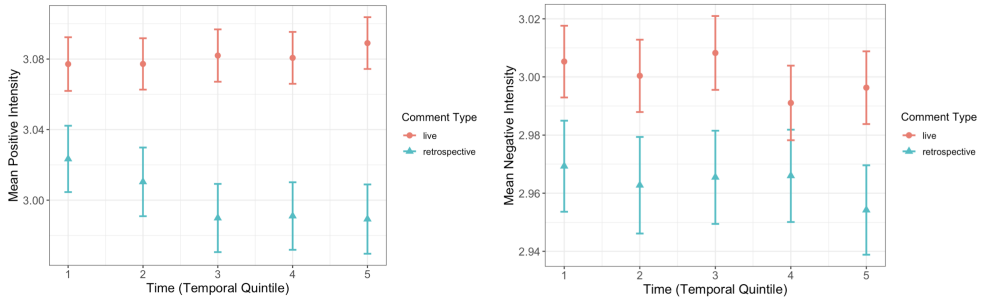 Mean Positive Intensity
3.08
3.04
3.00
1 2 3 4 5
Time (Temporal Quintile)
Comment Type
live
retrospective
Mean Negative Intensity
3.02
3.00
2.98
2.96
2.94
1 2 3 4 5
Time (Temporal Quintile)
Comment Type
live
retrospective